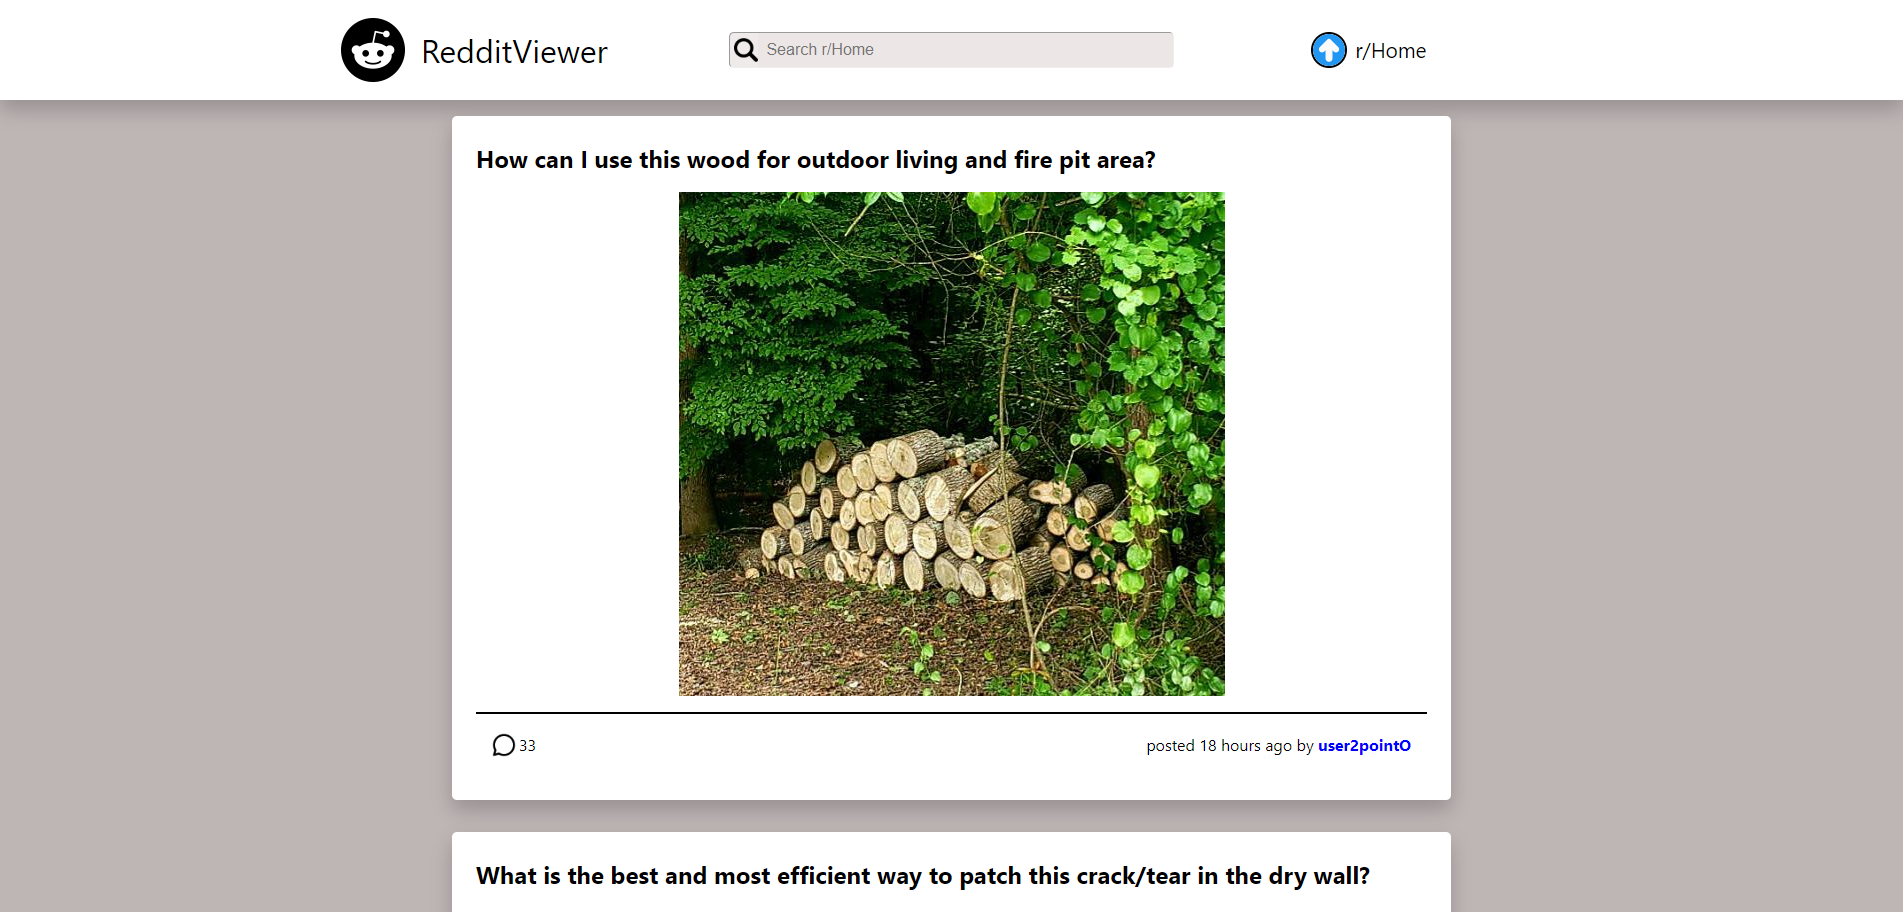 RedditViewer
Search r/Home
r/Home
How can I use this wood for outdoor living and fire pit area?
33
posted 18 hours ago by user2pointO
What is the best and most efficient way to patch this crack/tear in the dry wall?